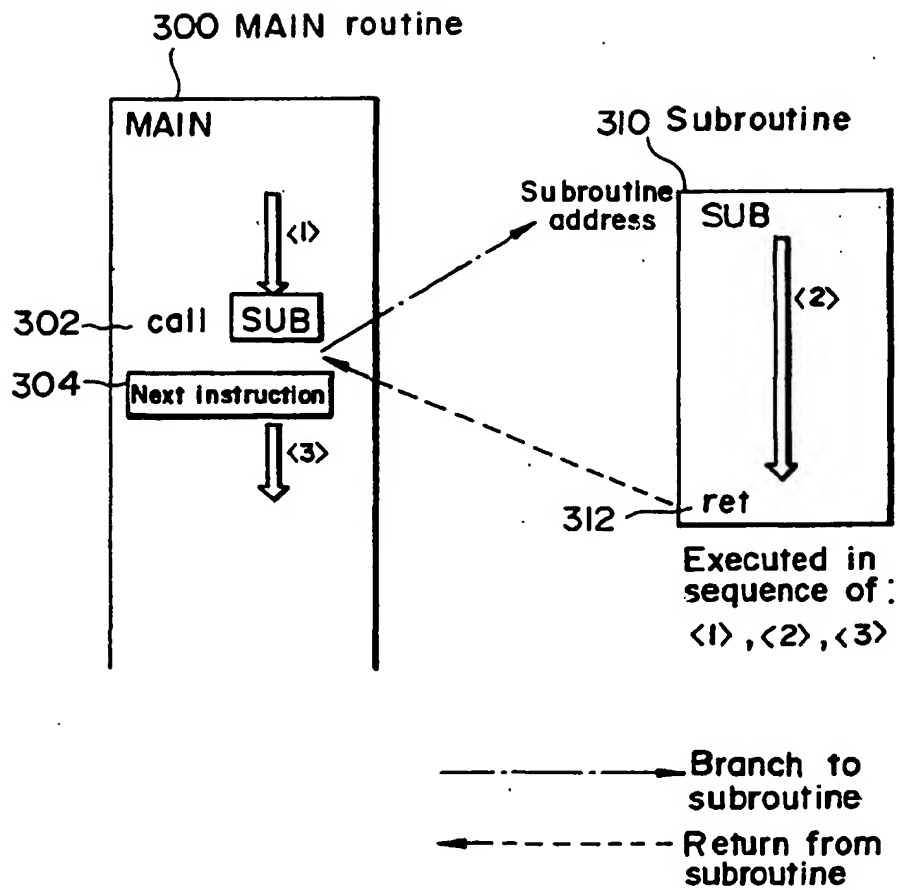 300 MAIN routine
MAIN
310 Subroutine
Subroutine
address
SUB
<1>
<2>
302 call SUB
304
Next instruction
<3>
312
ret
Executed in
sequence of :
<1>, <2>, <3>
Branch to
subroutine
Return from
subroutine